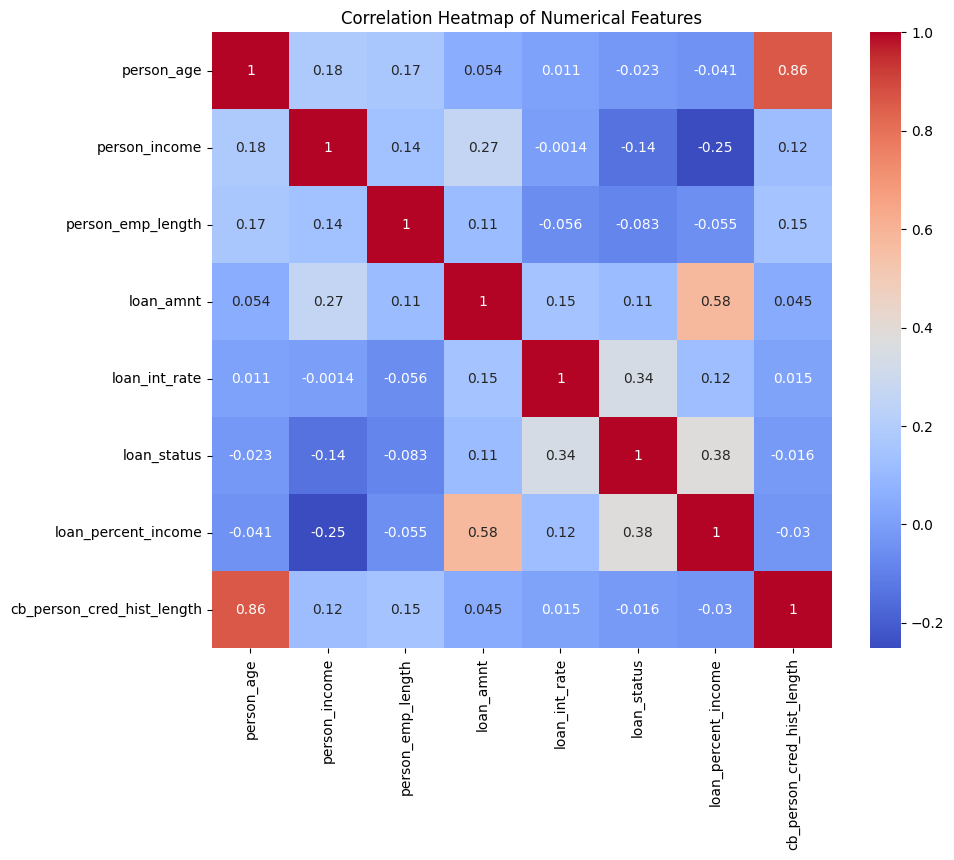 Correlation Heatmap of Numerical Features
person_age 1 0.18 0.17 0.054 0.011 -0.023 -0.041 0.86
person_income 0.18 1 0.14 0.27 -0.0014 -0.14 -0.25 0.12
person_emp_length 0.17 0.14 1 0.11 -0.056 -0.083 -0.055 0.15
loan_amnt 0.054 0.27 0.11 1 0.15 0.11 0.58 0.045
loan_int_rate 0.011 -0.0014 -0.056 0.15 1 0.34 0.12 0.015
loan_status -0.023 -0.14 -0.083 0.11 0.34 1 0.38 -0.016
loan_percent_income -0.041 -0.25 -0.055 0.58 0.12 0.38 1 -0.03
cb_person_cred_hist_length 0.86 0.12 0.15 0.045 0.015 -0.016 -0.03 1
person_age
person_income
person_emp_length
loan_amnt
loan_int_rate
loan_status
loan_percent_income
cb_person_cred_hist_length
1.0
0.8
0.6
0.4
0.2
0.0
−0.2